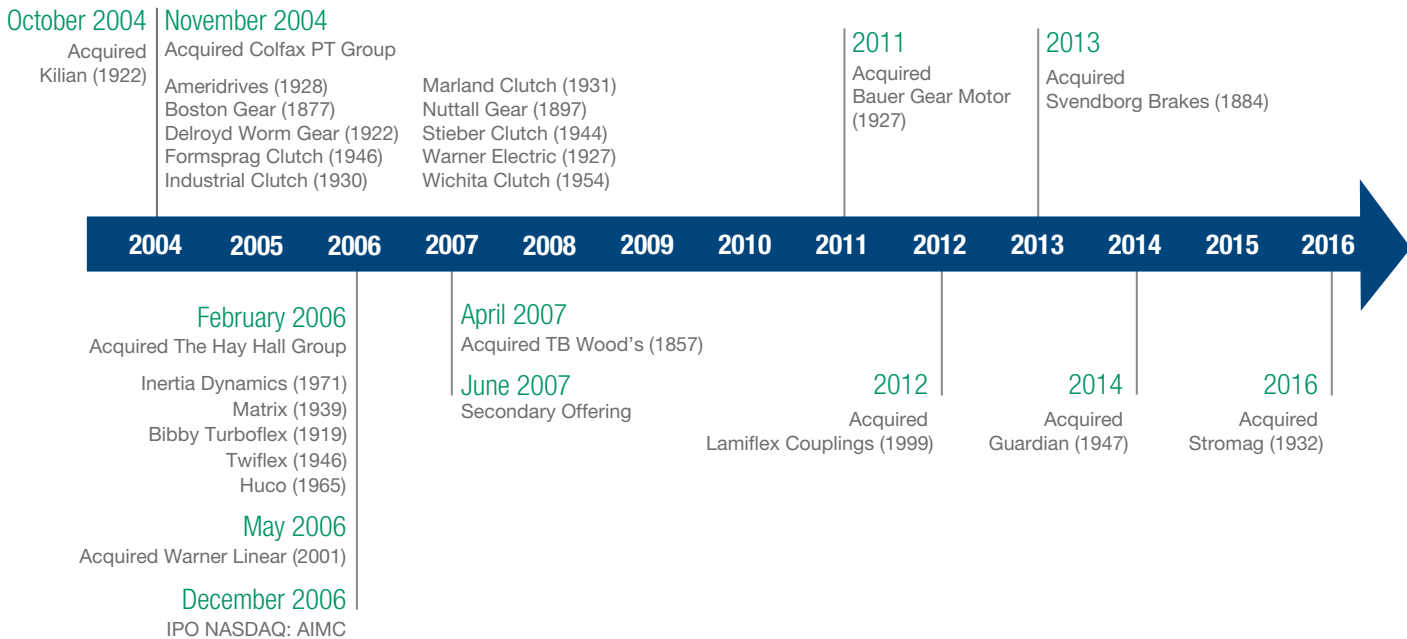 October 2004
Acquired
Kilian (1922)
November 2004
Acquired Colfax PT Group
Ameridrives (1928)
Boston Gear (1877)
Delroyd Worm Gear (1922)
Formsprag Clutch (1946)
Industrial Clutch (1930)
Marland Clutch (1931)
Nuttall Gear (1897)
Stieber Clutch (1944)
Warner Electric (1927)
Wichita Clutch (1954)
2011
Acquired
Bauer Gear Motor
(1927)
2013
Acquired
Svendborg Brakes (1884)
2004 2005 2006 2007 2008 2009 2010 2011 2012 2013 2014 2015 2016
February 2006
Acquired The Hay Hall Group
Inertia Dynamics (1971)
Matrix (1939)
Bibby Turboflex (1919)
Twiflex (1946)
Huco (1965)
May 2006
Acquired Warner Linear (2001)
December 2006
IPO NASDAQ: AIMC
April 2007
Acquired TB Wood's (1857)
June 2007
Secondary Offering
2012
Acquired
Lamiflex Couplings (1999)
2014
Acquired
Guardian (1947)
2016
Acquired
Stromag (1932)